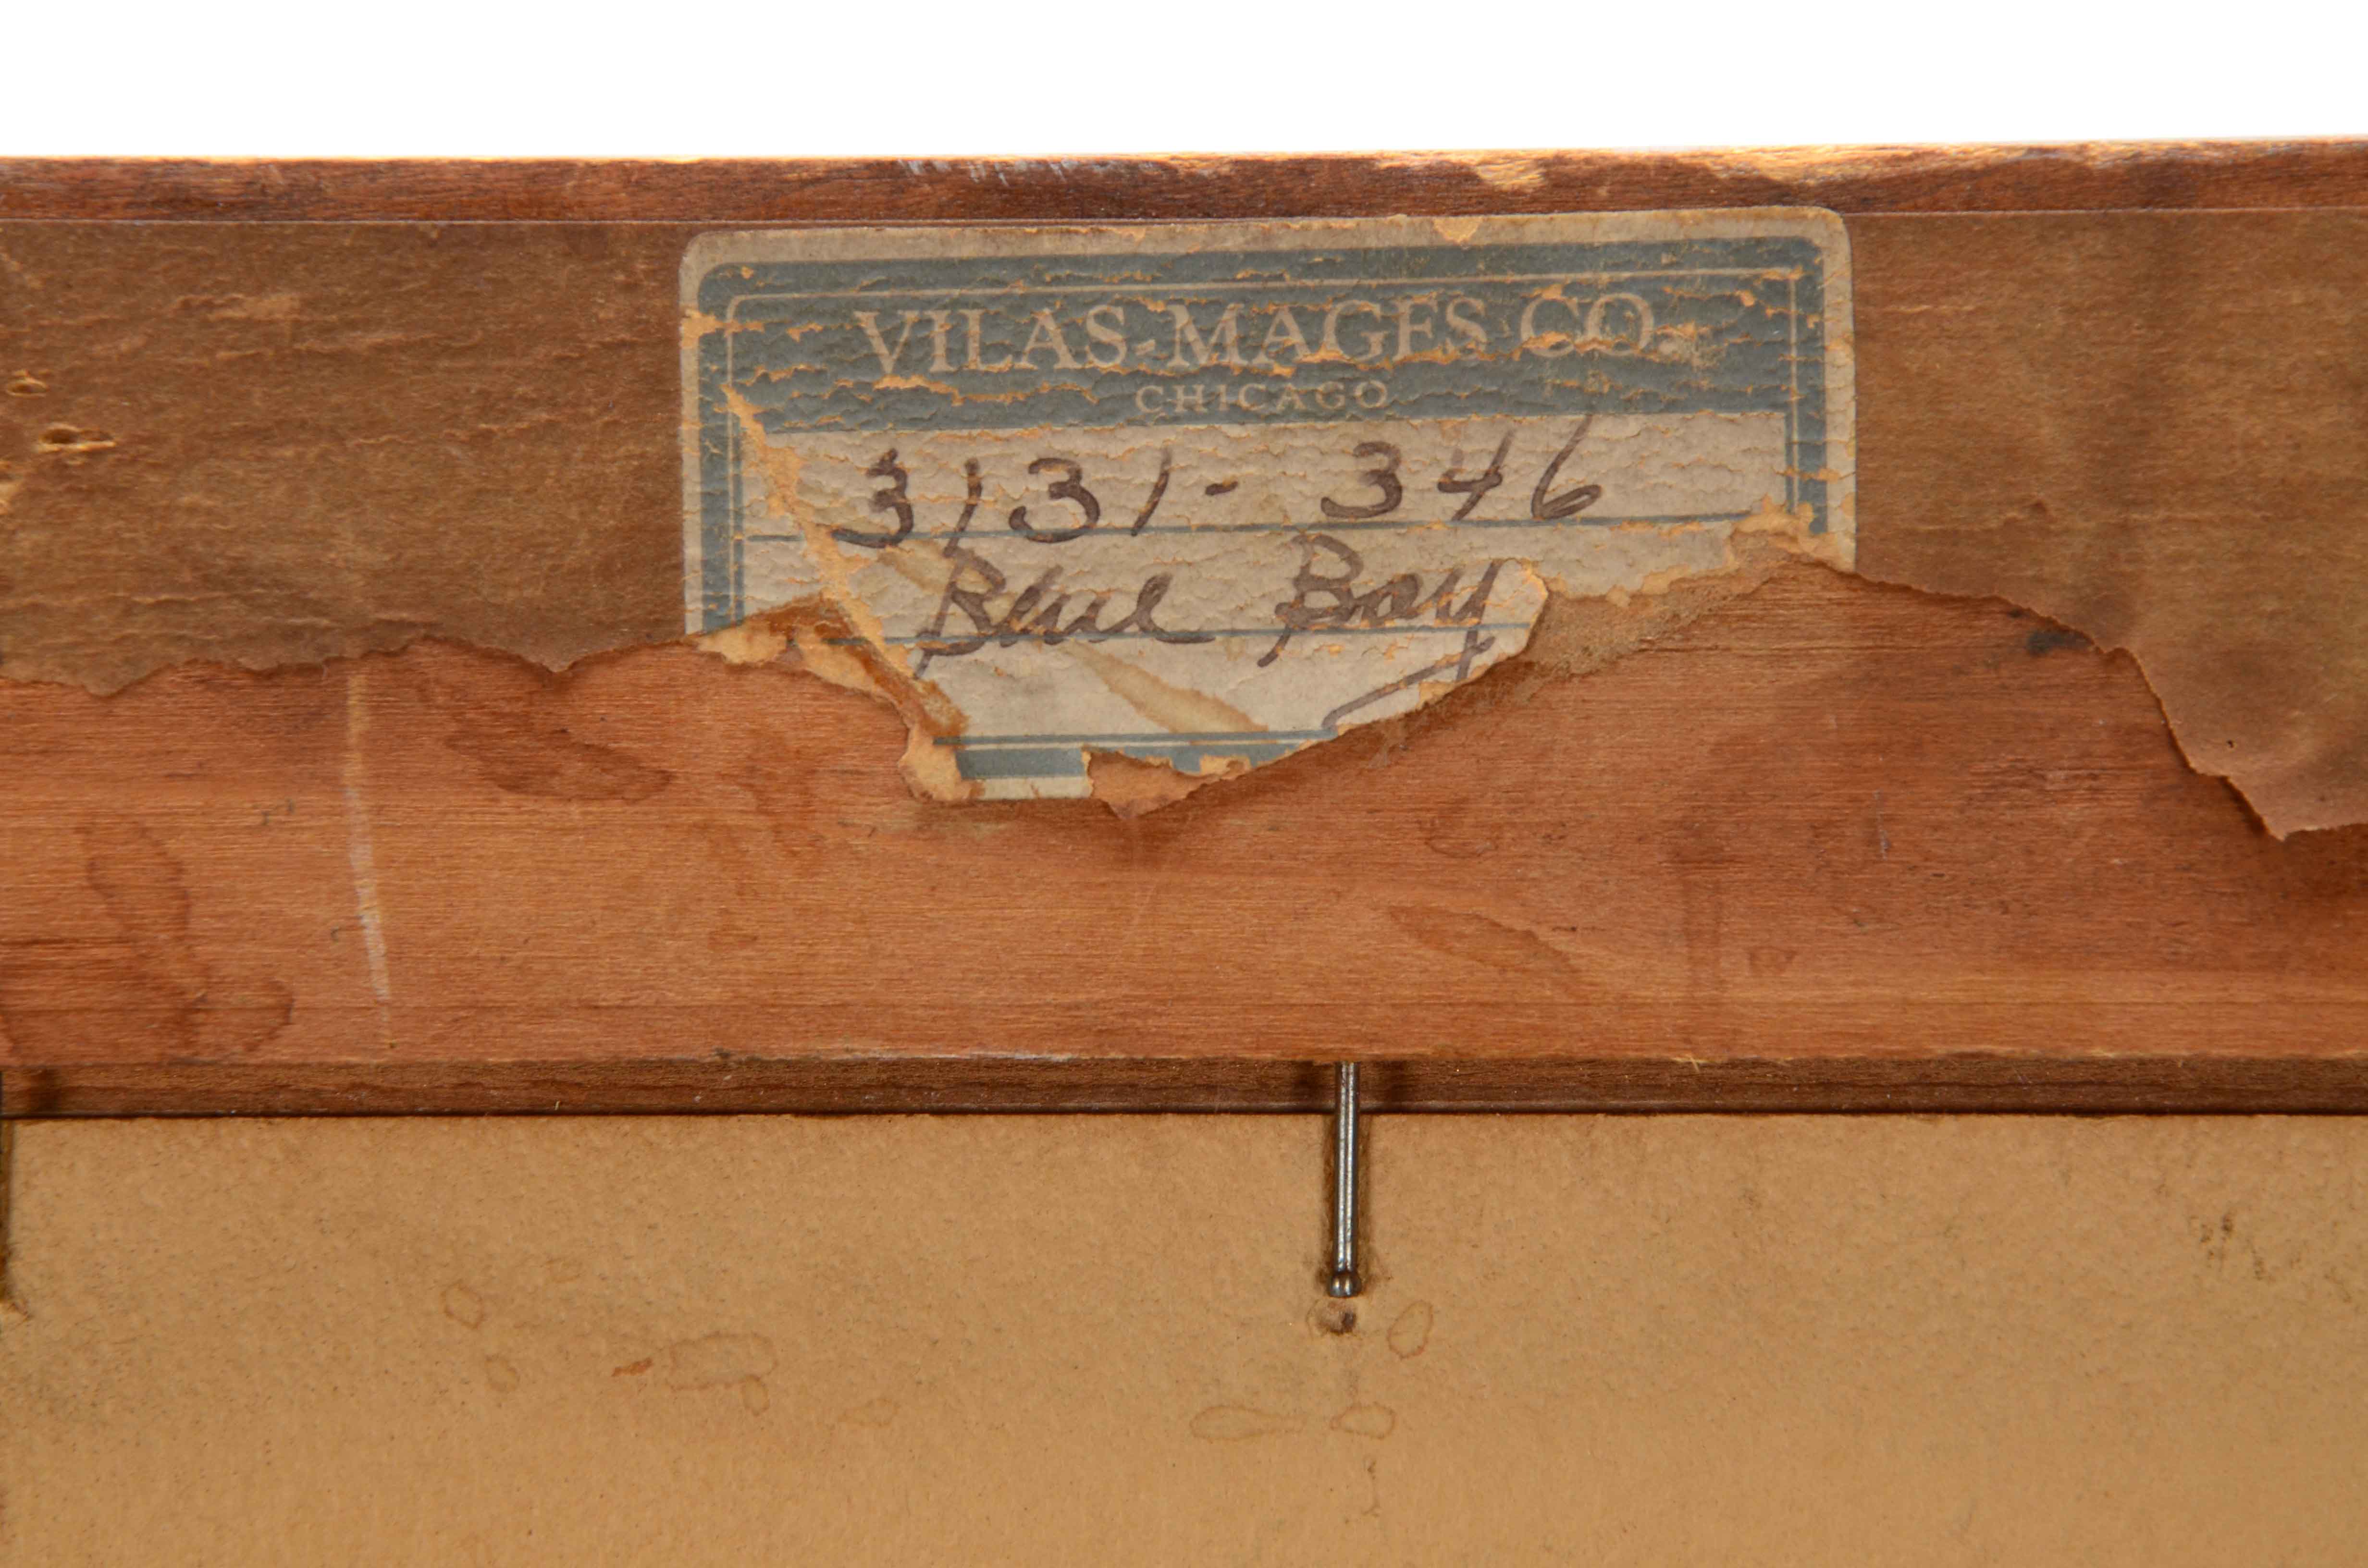 VILAS-MAGES CO.
CHICAGO
3131- 346
Blue Boy